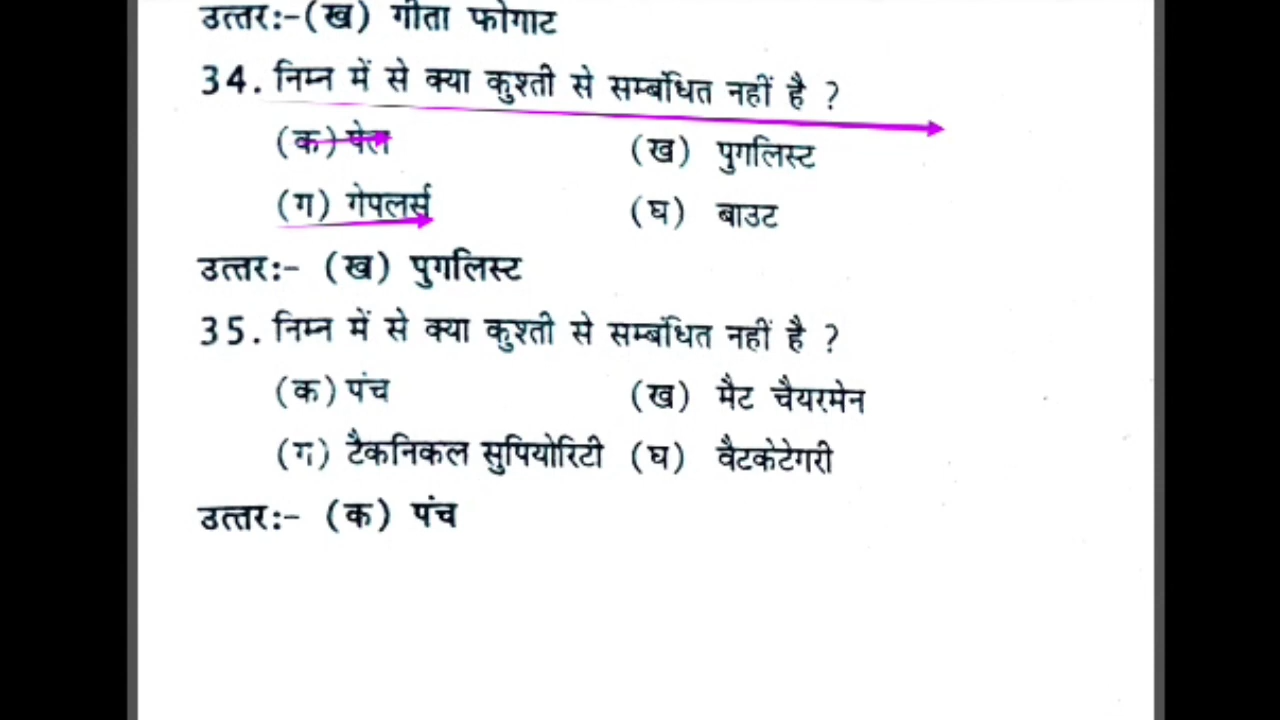 उत्तरः-(ख) गीता फोगाट
34. निम्न में से क्या कुश्ती से सम्बंधित नहीं है ?
(क) पेल (ख) पुगलिस्ट
(ग) गेपलर्स (घ) बाउट
उत्तरः- (ख) पुगलिस्ट
35. निम्न में से क्या कुश्ती से सम्बंधित नहीं है ?
(क) पंच (ख) मैट चैयरमेन
(ग) टैकनिकल सुपियोरिटी (घ) वैटकेटेगरी
उत्तरः- (क) पंच